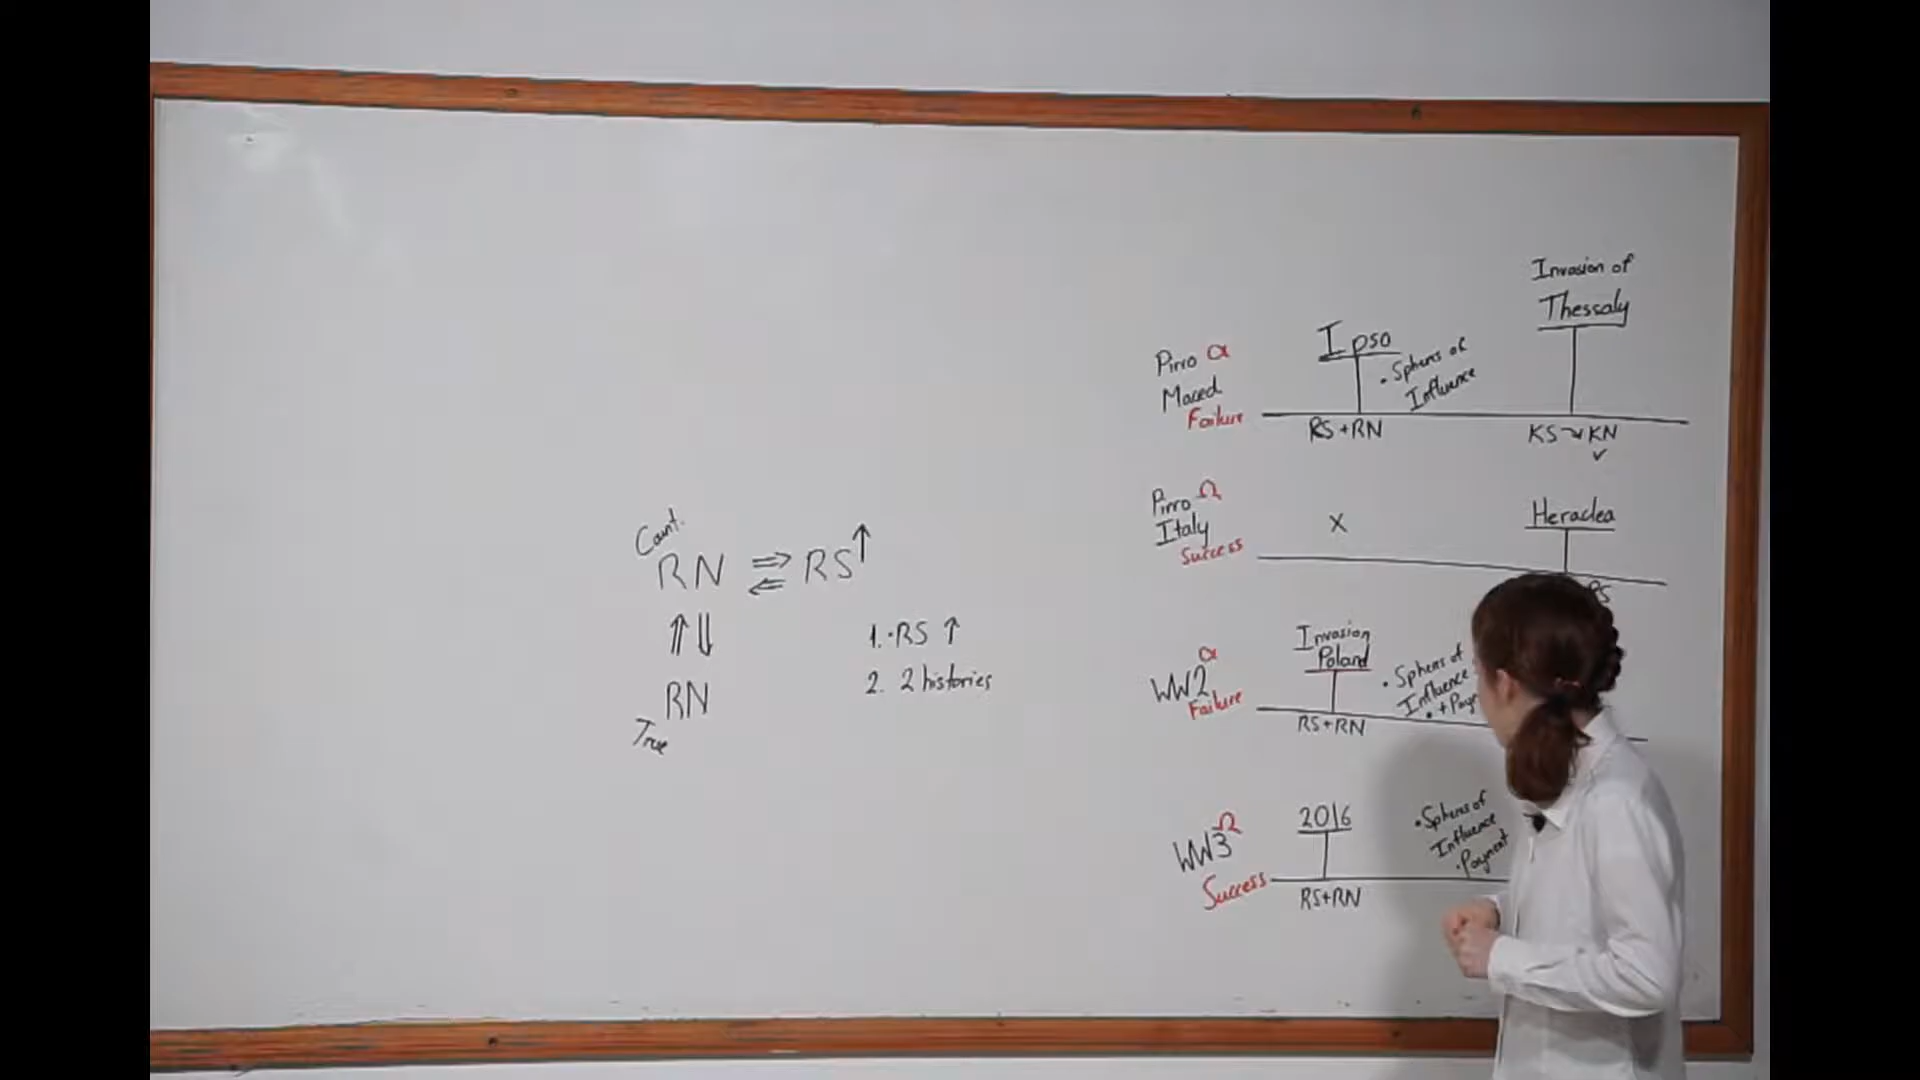 Count.
RN ⇒ RS ↑
⇐
⇑⇓
RN
True
1. ·RS ↑
2. 2 histories
Pirro α
Maced
Failure
Ipso
• Spheres of
Influence
RS + RN
Invasion of
Thessaly
KS → KN
✓
Pirro Ω
Italy
Success
x
Heraclea
WW2 α
Failure
Invasion
Poland
• Spheres of
Influence
RS + RN
WW3 Ω
Success
2016
• Spheres of
Influence
• Payment
RS+RN